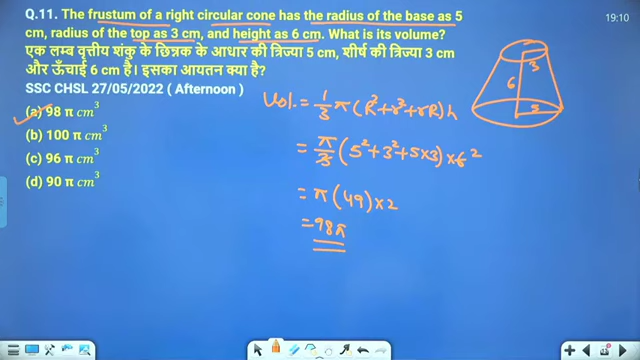 Q.11. The frustum of a right circular cone has the radius of the base as 5
cm, radius of the top as 3 cm, and height as 6 cm. What is its volume?
एक लम्ब वृत्तीय शंकु के छिन्नक के आधार की त्रिज्या 5 cm, शीर्ष की त्रिज्या 3 cm
और ऊँचाई 6 cm है। इसका आयतन क्या है?
SSC CHSL 27/05/2022 ( Afternoon )
(a) 98 π cm³
(b) 100 π cm³
(c) 96 π cm³
(d) 90 π cm³
Vol. = 1/3 π (R² + r² + rR) h
= π/3 (5² + 3² + 5×3) × 6 2
= π (49) × 2
= 98π
3
6
5
19:10